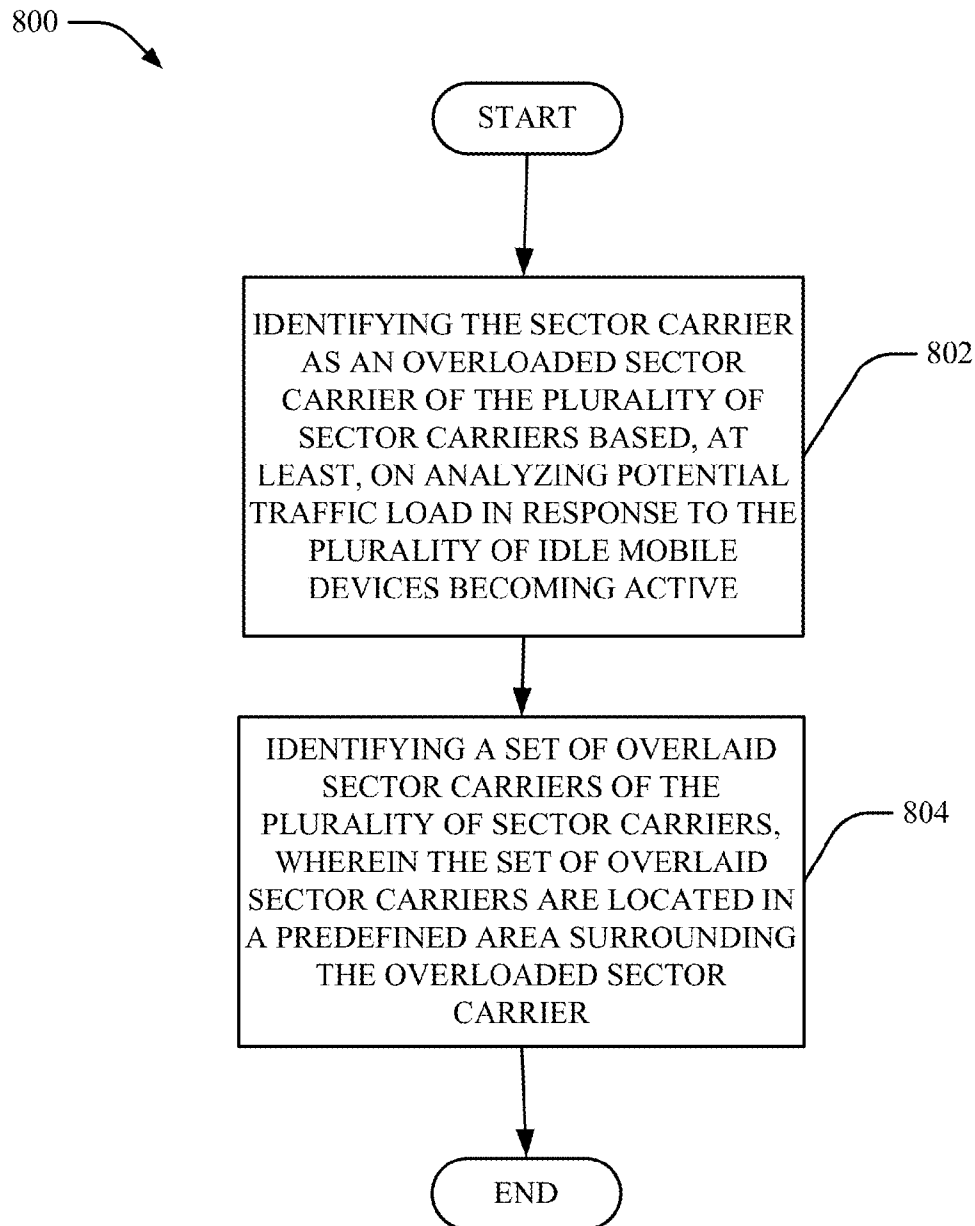 800
START
IDENTIFYING THE SECTOR CARRIER
AS AN OVERLOADED SECTOR
CARRIER OF THE PLURALITY OF
SECTOR CARRIERS BASED, AT
LEAST, ON ANALYZING POTENTIAL
TRAFFIC LOAD IN RESPONSE TO THE
PLURALITY OF IDLE MOBILE
DEVICES BECOMING ACTIVE
802
IDENTIFYING A SET OF OVERLAID
SECTOR CARRIERS OF THE
PLURALITY OF SECTOR CARRIERS,
WHEREIN THE SET OF OVERLAID
SECTOR CARRIERS ARE LOCATED IN
A PREDEFINED AREA SURROUNDING
THE OVERLOADED SECTOR
CARRIER
804
END